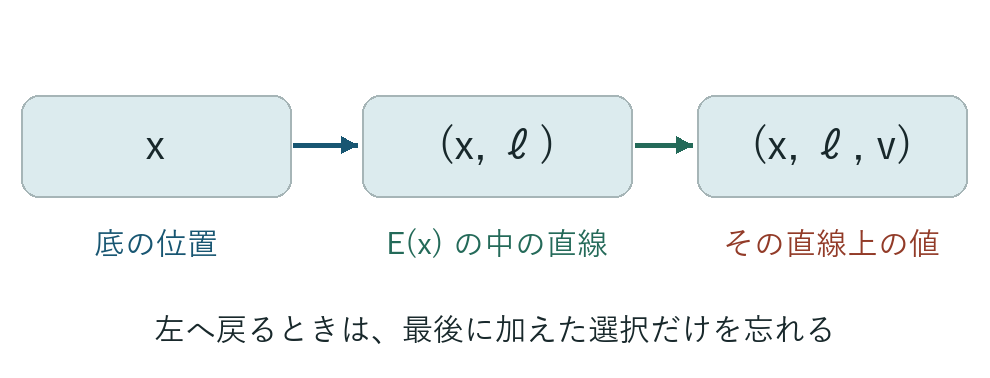 x
(x, ℓ)
(x, ℓ, v)
底の位置
E(x) の中の直線
その直線上の値
左へ戻るときは、最後に加えた選択だけを忘れる